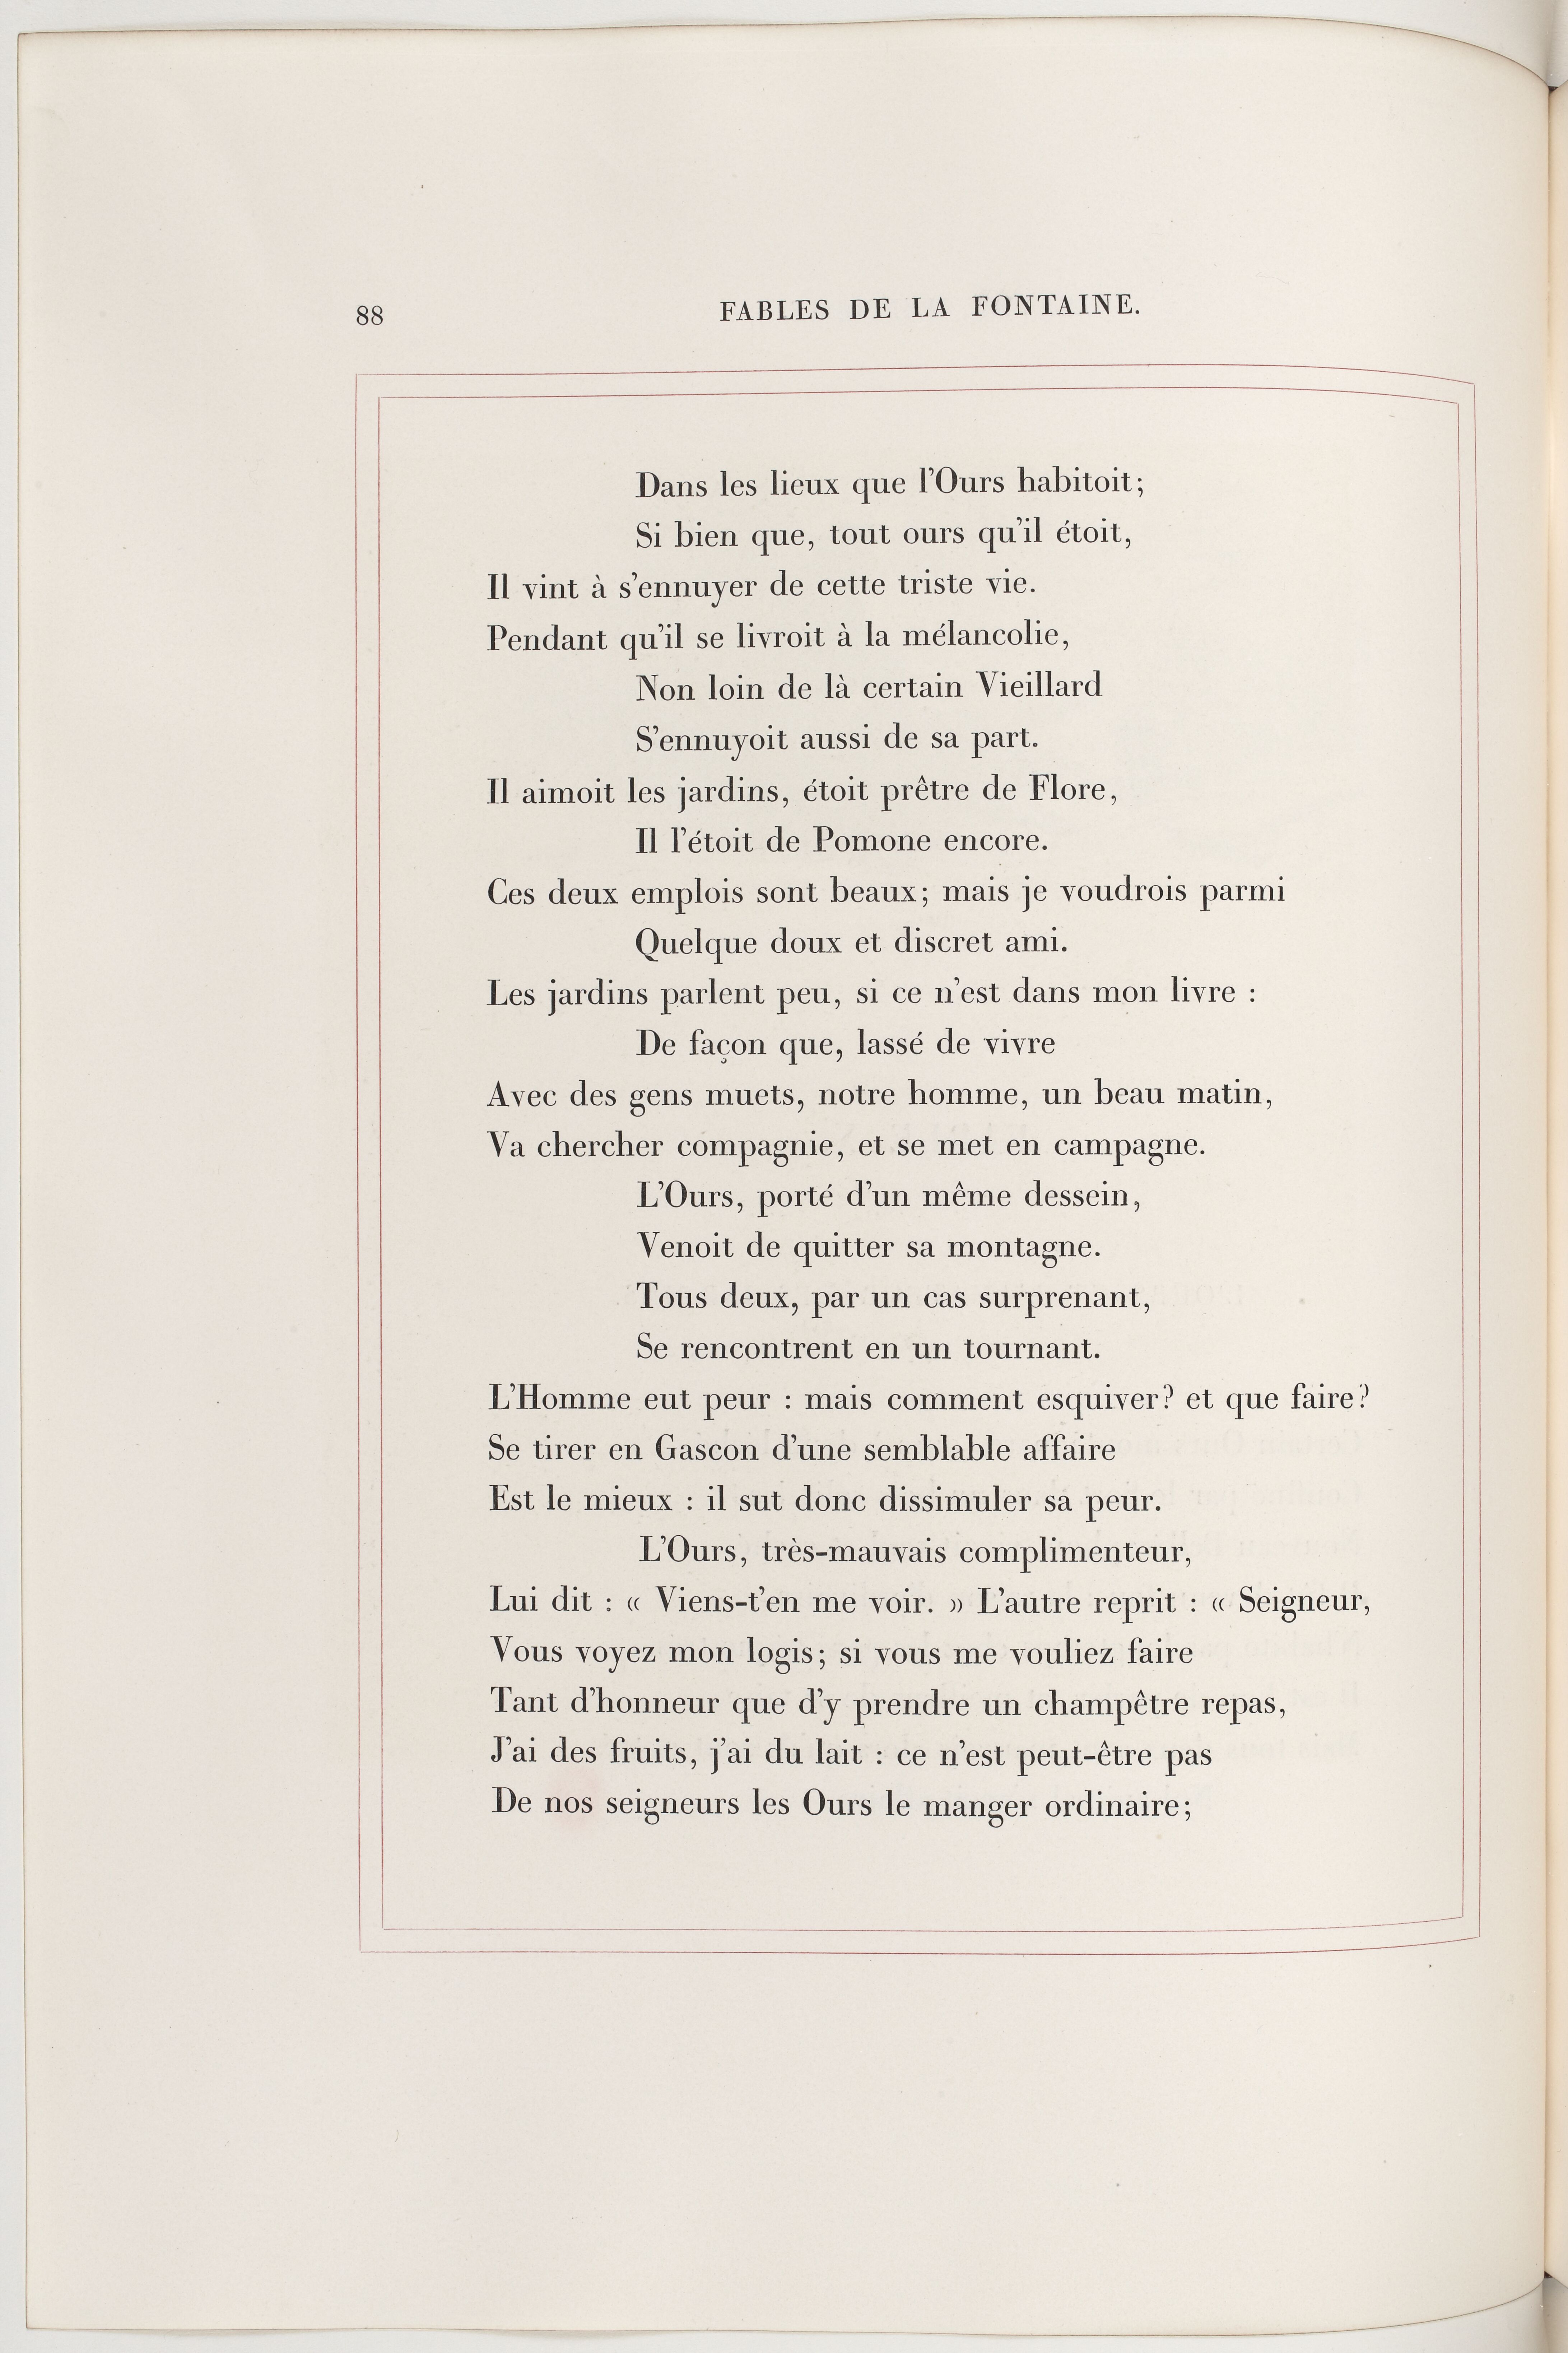 88
FABLES DE LA FONTAINE.
Dans les lieux que l'Ours habitoit;
Si bien que, tout ours qu'il étoit,
Il vint à s'ennuyer de cette triste vie.
Pendant qu'il se livroit à la mélancolie,
Non loin de là certain Vieillard
S'ennuyoit aussi de sa part.
Il aimoit les jardins, étoit prêtre de Flore,
Il l'étoit de Pomone encore.
Ces deux emplois sont beaux; mais je voudrois parmi
Quelque doux et discret ami.
Les jardins parlent peu, si ce n'est dans mon livre :
De façon que, lassé de vivre
Avec des gens muets, notre homme, un beau matin,
Va chercher compagnie, et se met en campagne.
L'Ours, porté d'un même dessein,
Venoit de quitter sa montagne.
Tous deux, par un cas surprenant,
Se rencontrent en un tournant.
L'Homme eut peur : mais comment esquiver? et que faire?
Se tirer en Gascon d'une semblable affaire
Est le mieux : il sut donc dissimuler sa peur.
L'Ours, très-mauvais complimenteur,
Lui dit : « Viens-t'en me voir. » L'autre reprit : « Seigneur,
Vous voyez mon logis; si vous me vouliez faire
Tant d'honneur que d'y prendre un champêtre repas,
J'ai des fruits, j'ai du lait : ce n'est peut-être pas
De nos seigneurs les Ours le manger ordinaire;